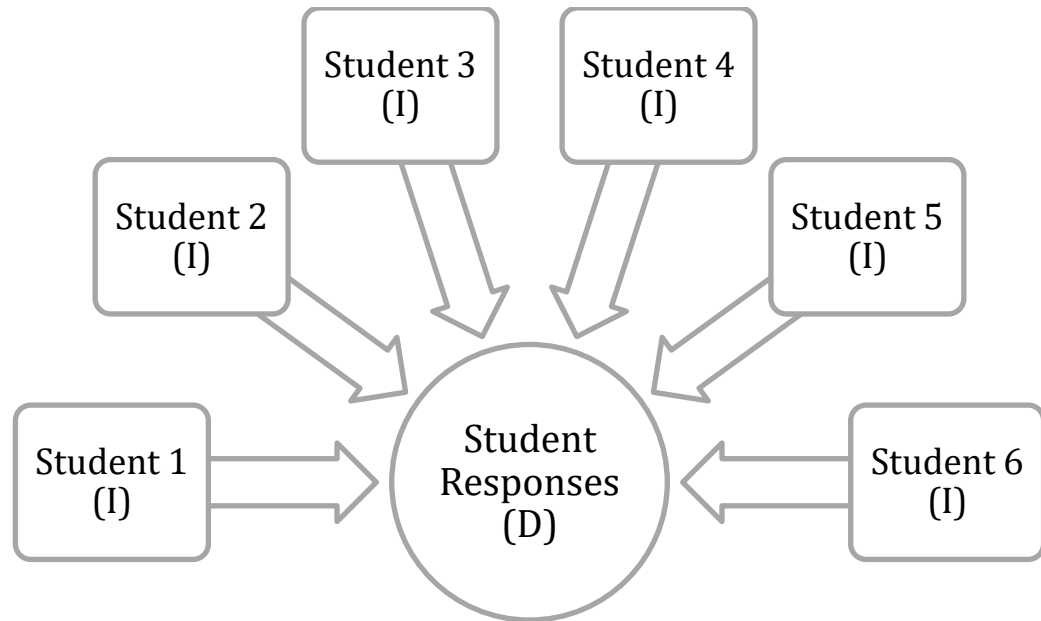 Student 1
(I)
Student 2
(I)
Student 3
(I)
Student 4
(I)
Student 5
(I)
Student 6
(I)
Student
Responses
(D)